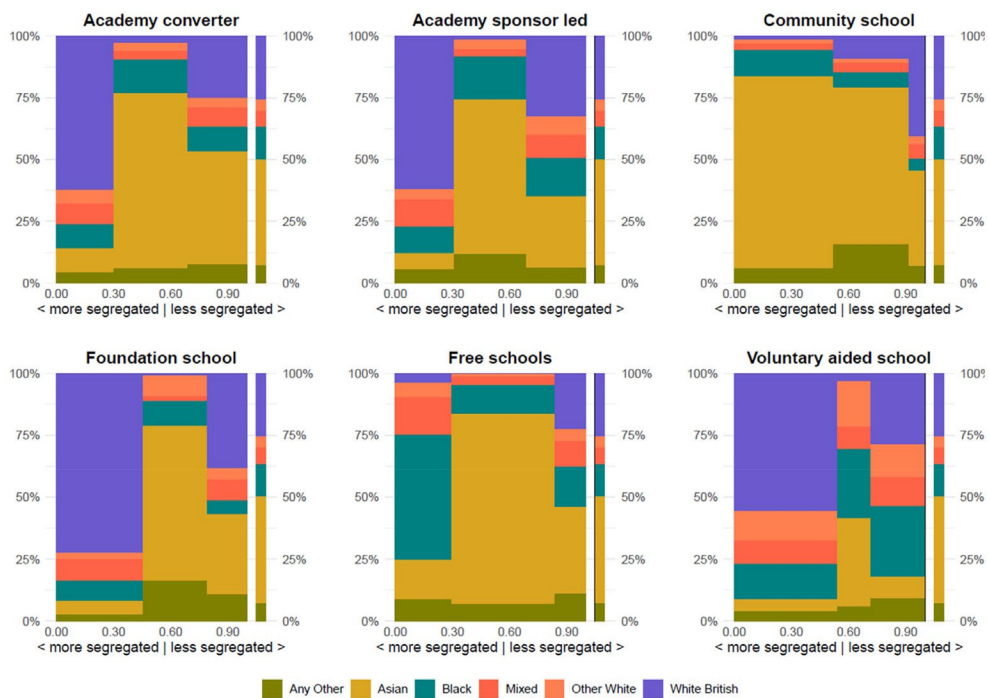 Academy converter
Academy sponsor led
Community school
100% 100% 100% 100% 100% 100%
75% 75% 75% 75% 75% 75%
50% 50% 50% 50% 50% 50%
25% 25% 25% 25% 25% 25%
0% 0% 0% 0% 0% 0%
0.00 0.30 0.60 0.90 0.00 0.30 0.60 0.90 0.00 0.30 0.60 0.90
< more segregated | less segregated > < more segregated | less segregated > < more segregated | less segregated >
Foundation school
Free schools
Voluntary aided school
100% 100% 100% 100% 100% 100%
75% 75% 75% 75% 75% 75%
50% 50% 50% 50% 50% 50%
25% 25% 25% 25% 25% 25%
0% 0% 0% 0% 0% 0%
0.00 0.30 0.60 0.90 0.00 0.30 0.60 0.90 0.00 0.30 0.60 0.90
< more segregated | less segregated > < more segregated | less segregated > < more segregated | less segregated >
Any Other Asian Black Mixed Other White White British